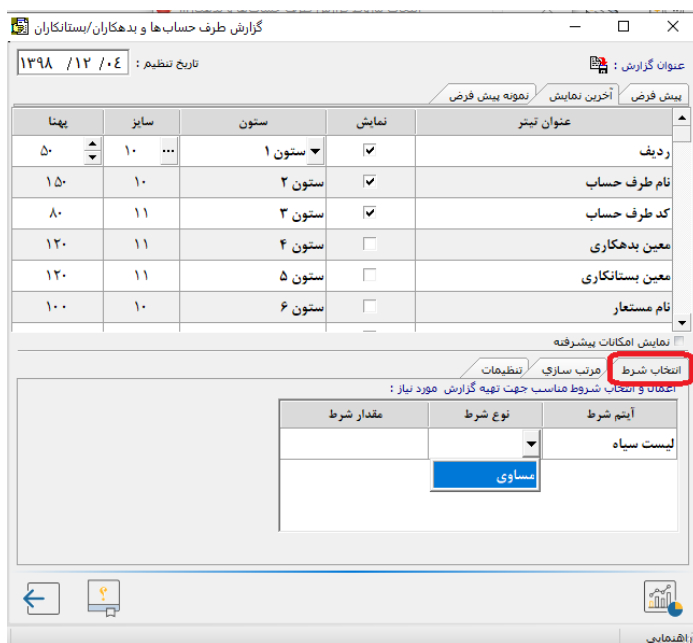 گزارش طرف حساب‌ها و بدهکاران/بستانکاران
عنوان گزارش :
تاریخ تنظیم : ۱۳۹۸ /۱۲ /۰۴
پیش فرض آخرین نمایش نمونه پیش فرض
عنوان تیتر نمایش ستون سایز پهنا
ردیف ستون ۱ ۱۰ ... ۵۰
نام طرف حساب ستون ۲ ۱۰ ۱۵۰
کد طرف حساب ستون ۳ ۱۱ ۸۰
معین بدهکاری ستون ۴ ۱۱ ۱۲۰
معین بستانکاری ستون ۵ ۱۱ ۱۲۰
نام مستعار ستون ۶ ۱۰ ۱۰۰
نمایش امکانات پیشرفته
انتخاب شرط مرتب سازي تنظیمات
اعمال و انتخاب شروط مناسب جهت تهیه گزارش مورد نیاز :
آیتم شرط نوع شرط مقدار شرط
لیست سیاه
مساوی
راهنمایی